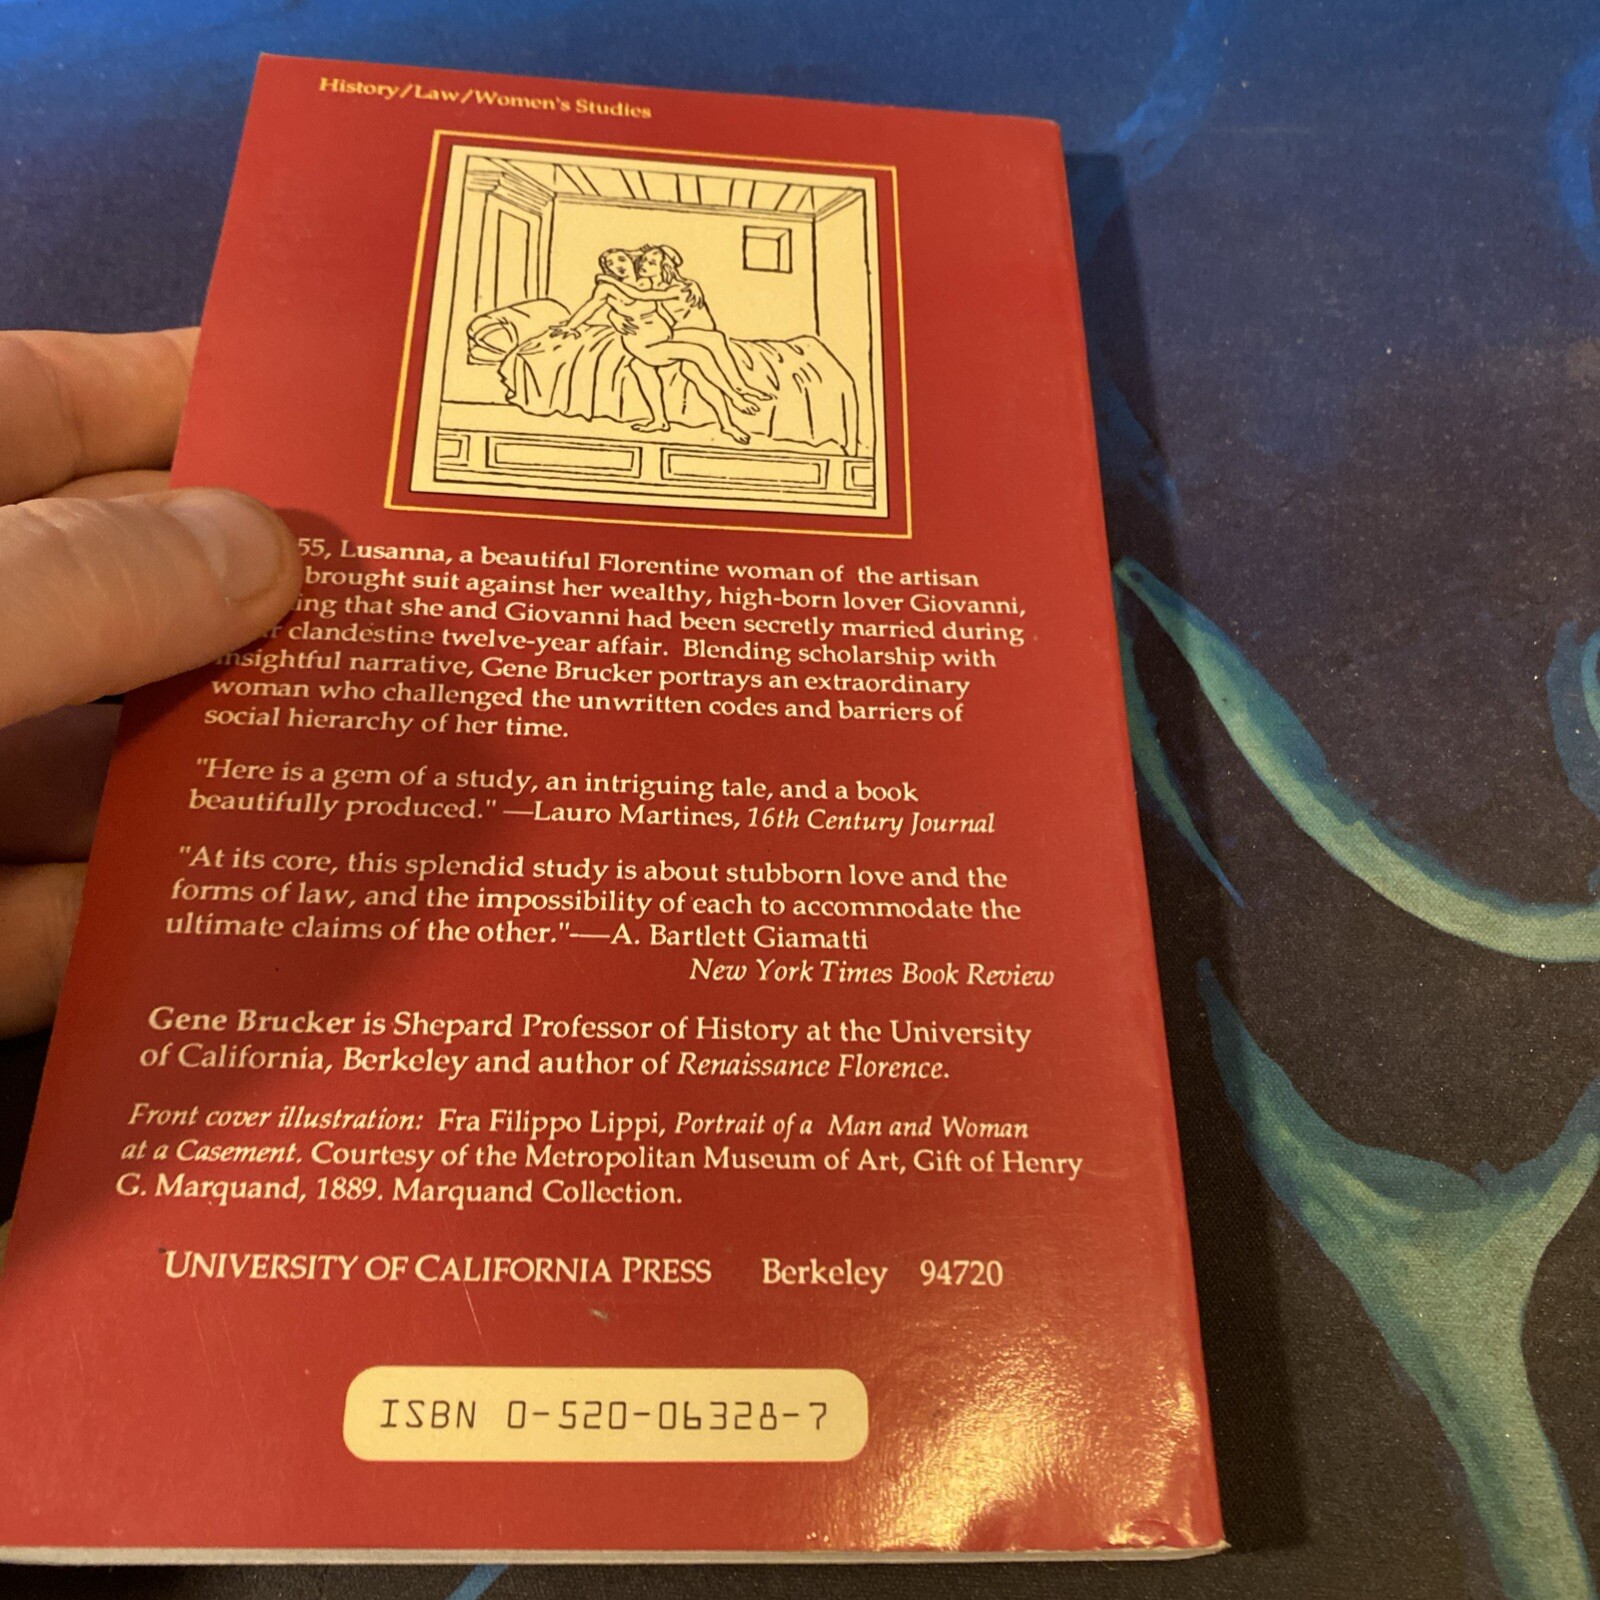 History/Law/Women's Studies
55, Lusanna, a beautiful Florentine woman of the artisan
brought suit against her wealthy, high-born lover Giovanni,
ing that she and Giovanni had been secretly married during
clandestine twelve-year affair. Blending scholarship with
insightful narrative, Gene Brucker portrays an extraordinary
woman who challenged the unwritten codes and barriers of
social hierarchy of her time.
"Here is a gem of a study, an intriguing tale, and a book
beautifully produced." —Lauro Martines, 16th Century Journal
"At its core, this splendid study is about stubborn love and the
forms of law, and the impossibility of each to accommodate the
ultimate claims of the other."—A. Bartlett Giamatti
New York Times Book Review
Gene Brucker is Shepard Professor of History at the University
of California, Berkeley and author of Renaissance Florence.
Front cover illustration: Fra Filippo Lippi, Portrait of a Man and Woman
at a Casement. Courtesy of the Metropolitan Museum of Art, Gift of Henry
G. Marquand, 1889. Marquand Collection.
UNIVERSITY OF CALIFORNIA PRESS Berkeley 94720
ISBN 0-520-06328-7